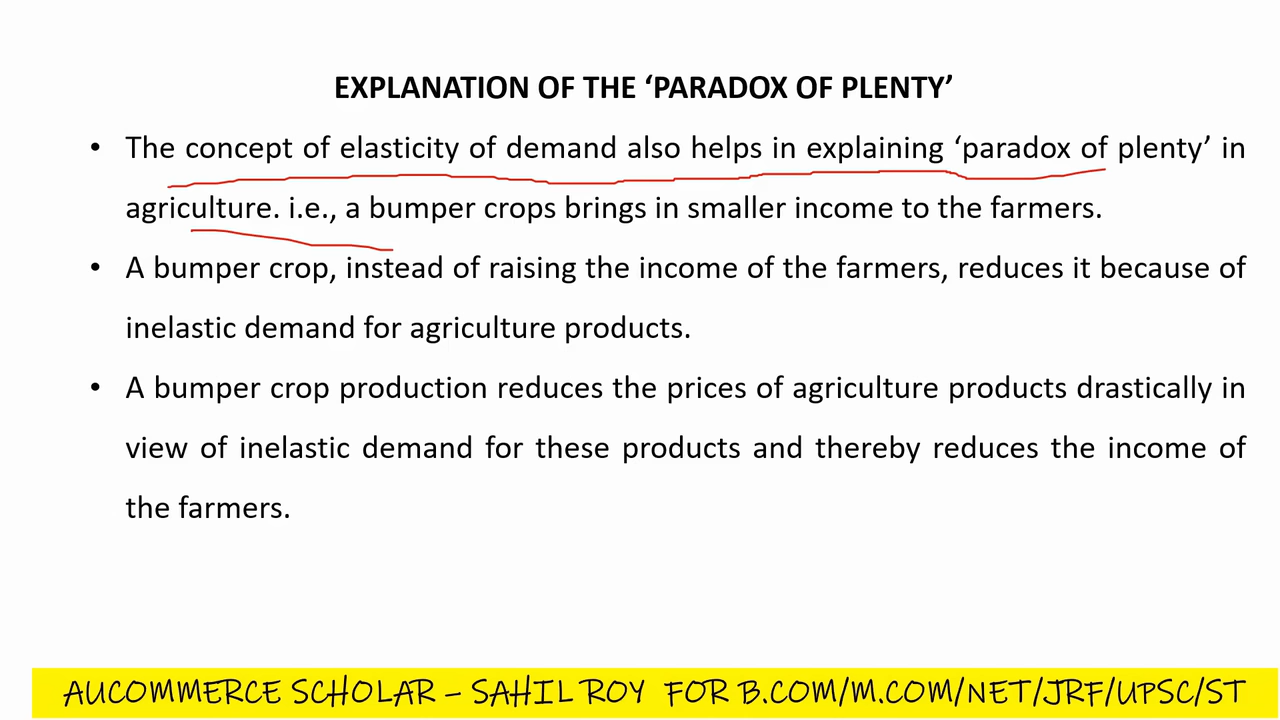 EXPLANATION OF THE ‘PARADOX OF PLENTY’
• The concept of elasticity of demand also helps in explaining ‘paradox of plenty’ in
agriculture. i.e., a bumper crops brings in smaller income to the farmers.
• A bumper crop, instead of raising the income of the farmers, reduces it because of
inelastic demand for agriculture products.
• A bumper crop production reduces the prices of agriculture products drastically in
view of inelastic demand for these products and thereby reduces the income of
the farmers.
AUCOMMERCE SCHOLAR – SAHIL ROY FOR B.COM/M.COM/NET/JRF/UPSC/ST